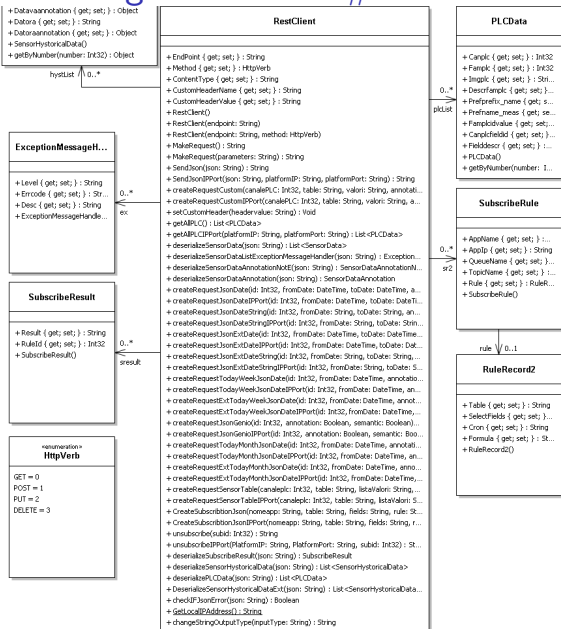 + Datavaannotation { get; set; } : Object
+ Datora { get; set; } : String
+ Datoraannotation { get; set; } : Object
+ SensorHystoricalData()
+ getByNumber(number: Int32) : Object
hystList
0..*
ExceptionMessageH...
+ Level { get; set; } : String
+ Errcode { get; set; } : Str...
+ Desc { get; set; } : String
+ ExceptionMessageHandle...
0..*
ex
SubscribeResult
+ Result { get; set; } : String
+ RuleId { get; set; } : Int32
+ SubscribeResult()
0..*
sresult
«enumeration»
HttpVerb
GET = 0
POST = 1
PUT = 2
DELETE = 3
RestClient
+ EndPoint { get; set; } : String
+ Method { get; set; } : HttpVerb
+ ContentType { get; set; } : String
+ CustomHeaderName { get; set; } : String
+ CustomHeaderValue { get; set; } : String
+ RestClient()
+ RestClient(endpoint: String)
+ RestClient(endpoint: String, method: HttpVerb)
+ MakeRequest() : String
+ MakeRequest(parameters: String) : String
+ SendJson(json: String) : String
+ SendJsonIPPort(json: String, platformIP: String, platformPort: String) : String
+ createRequestCustom(canalePLC: Int32, table: String, valori: String, annotati...
+ createRequestCustomIPPort(canalePLC: Int32, table: String, valori: String, a...
+ setCustomHeader(headervalue: String) : Void
+ getAllPLC() : List<PLCData>
+ getAllPLCIPPort(platformIP: String, platformPort: String) : List<PLCData>
+ deserializeSensorData(json: String) : List<SensorData>
+ deserializeSensorDataListExceptionMessageHandler(json: String) : Exception...
+ deserializeSensorDataAnnotationNotE(json: String) : SensorDataAnnotationN...
+ deserializeSensorDataAnnotation(json: String) : SensorDataAnnotation
+ createRequestJsonDate(id: Int32, fromDate: DateTime, toDate: DateTime, a...
+ createRequestJsonDateIPPort(id: Int32, fromDate: DateTime, toDate: DateTi...
+ createRequestJsonDateString(id: Int32, fromDate: String, toDate: String, an...
+ createRequestJsonDateStringIPPort(id: Int32, fromDate: String, toDate: Strin...
+ createRequestJsonExtDate(id: Int32, fromDate: DateTime, toDate: DateTime...
+ createRequestJsonExtDateIPPort(id: Int32, fromDate: DateTime, toDate: Dat...
+ createRequestJsonExtDateString(id: Int32, fromDate: String, toDate: String, ...
+ createRequestJsonExtDateStringIPPort(id: Int32, fromDate: String, toDate: S...
+ createRequestTodayWeekJsonDate(id: Int32, fromDate: DateTime, annotatio...
+ createRequestTodayWeekJsonDateIPPort(id: Int32, fromDate: DateTime, an...
+ createRequestExtTodayWeekJsonDate(id: Int32, fromDate: DateTime, annot...
+ createRequestExtTodayWeekJsonDateIPPort(id: Int32, fromDate: DateTime, ...
+ createRequestJsonGenio(id: Int32, annotation: Boolean, semantic: Boolean)...
+ createRequestJsonGenioIPPort(id: Int32, annotation: Boolean, semantic: Boo...
+ createRequestTodayMonthJsonDate(id: Int32, fromDate: DateTime, annotati...
+ createRequestTodayMonthJsonDateIPPort(id: Int32, fromDate: DateTime, an...
+ createRequestExtTodayMonthJsonDate(id: Int32, fromDate: DateTime, anno...
+ createRequestExtTodayMonthJsonDateIPPort(id: Int32, fromDate: DateTime,...
+ createRequestSensorTable(canaleplc: Int32, table: String, listaValori: String,...
+ createRequestSensorTableIPPort(canaleplc: Int32, table: String, listaValori: S...
+ CreateSubscribtionJson(nomeapp: String, table: String, fields: String, rule: St...
+ CreateSubscribtionJsonIPPort(nomeapp: String, table: String, fields: String, r...
+ unsubscribe(subid: Int32) : String
+ unsubscribeIPPort(PlatformIP: String, PlatformPort: String, subid: Int32) : St...
+ deserializeSubscribeResult(json: String) : SubscribeResult
+ deserializeSensorHystoricalData(json: String) : List<SensorHystoricalData>
+ deserializePLCData(json: String) : List<PLCData>
+ DeserializeSensorHystoricalDataExt(json: String) : List<SensorHystoricalData...
+ checkIFJsonError(json: String) : Boolean
+ GetLocalIPAddress() : String
+ changeStringOutputType(inputType: String) : String
0..*
plcList
PLCData
+ Canplc { get; set; } : Int32
+ Famplc { get; set; } : Int32
+ Imgplc { get; set; } : Stri...
+ Descrfamplc { get; set; }...
+ Prefprefix_name { get; s...
+ Prefname_meas { get; se...
+ Famplcidvalue { get; set;...
+ Canplcfieldid { get; set; }...
+ Fielddescr { get; set; } : ...
+ PLCData()
+ getByNumber(number: I...
0..*
sr2
SubscribeRule
+ AppName { get; set; } :...
+ AppIp { get; set; } : String
+ QueueName { get; set; }...
+ TopicName { get; set; } :...
+ Rule { get; set; } : RuleR...
+ SubscribeRule()
rule
0..1
RuleRecord2
+ Table { get; set; } : String
+ SelectFields { get; set; }...
+ Cron { get; set; } : String
+ Formula { get; set; } : St...
+ RuleRecord2()